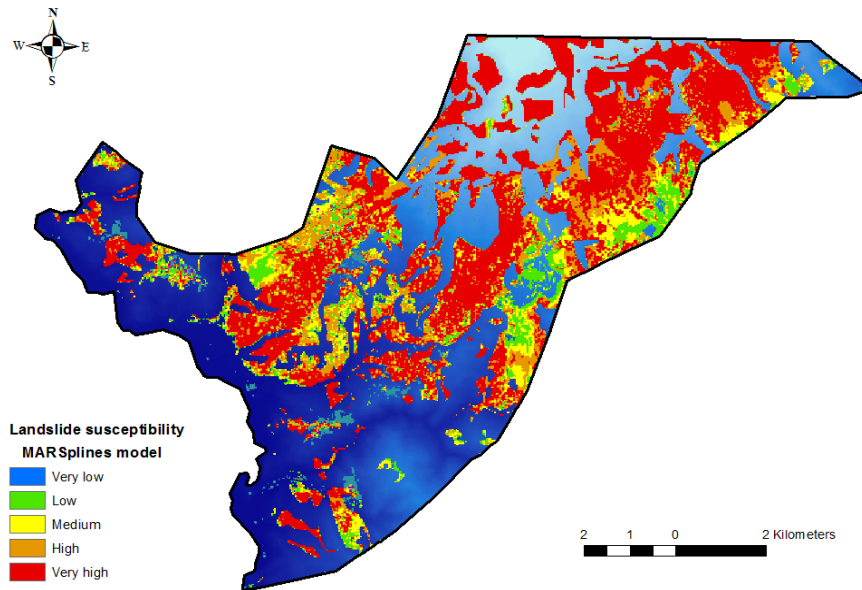 N
W E
S
Landslide susceptibility
MARSplines model
Very low
Low
Medium
High
Very high
2 1 0 2 Kilometers